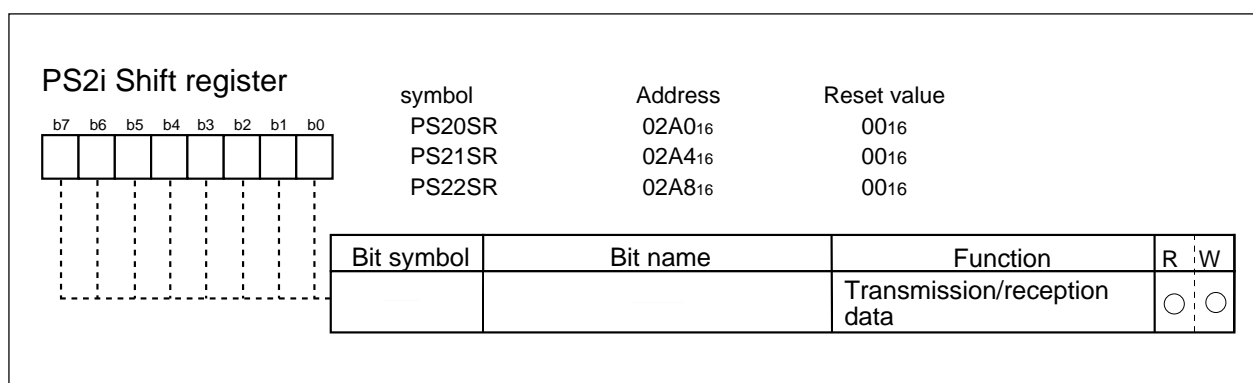 PS2i Shift register
symbol Address Reset value
b7 b6 b5 b4 b3 b2 b1 b0
PS20SR 02A016 0016
PS21SR 02A416 0016
PS22SR 02A816 0016
Bit symbol Bit name Function R W
Transmission/reception
data